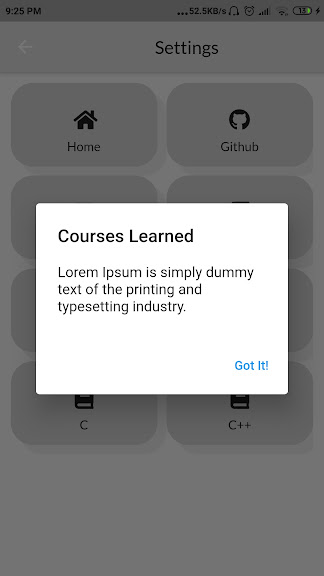 9:25 PM
...52.5KB/s
13
Settings
Home
Github
Courses Learned
Lorem Ipsum is simply dummy
text of the printing and
typesetting industry.
Got It!
C
C++